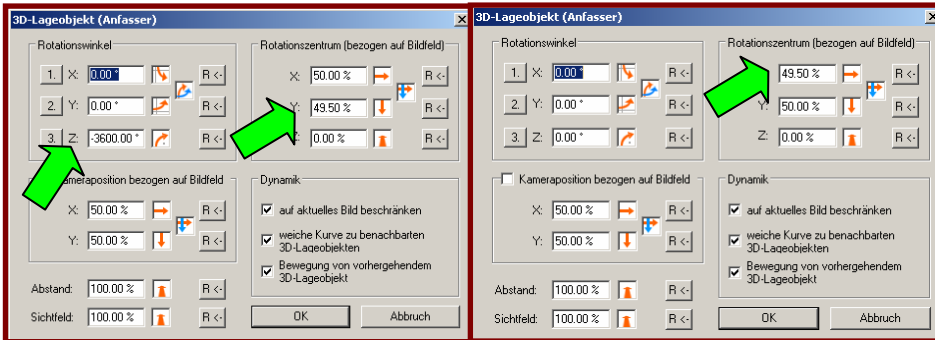 3D-Lageobjekt (Anfasser)
Rotationswinkel
1. X: 0.00 ° R <-
2. Y: 0.00 ° R <-
3. Z: -3600.00 ° R <-
Rotationszentrum (bezogen auf Bildfeld)
X: 50.00 % R <-
Y: 49.50 % R <-
0.00 % R <-
Kameraposition bezogen auf Bildfeld
X: 50.00 % R <-
Y: 50.00 % R <-
Dynamik
auf aktuelles Bild beschränken
weiche Kurve zu benachbarten
3D-Lageobjekten
Bewegung von vorhergehendem
3D-Lageobjekt
Abstand: 100.00 % R <-
Sichtfeld: 100.00 % R <-
OK Abbruch
3D-Lageobjekt (Anfasser)
Rotationswinkel
1. X: 0.00 ° R <-
2. Y: 0.00 ° R <-
3. Z: 0.00 ° R <-
Rotationszentrum (bezogen auf Bildfeld)
49.50 % R <-
Y: 50.00 % R <-
Z: 0.00 % R <-
Kameraposition bezogen auf Bildfeld
X: 50.00 % R <-
Y: 50.00 % R <-
Dynamik
auf aktuelles Bild beschränken
weiche Kurve zu benachbarten
3D-Lageobjekten
Bewegung von vorhergehendem
3D-Lageobjekt
Abstand: 100.00 % R <-
Sichtfeld: 100.00 % R <-
OK Abbruch